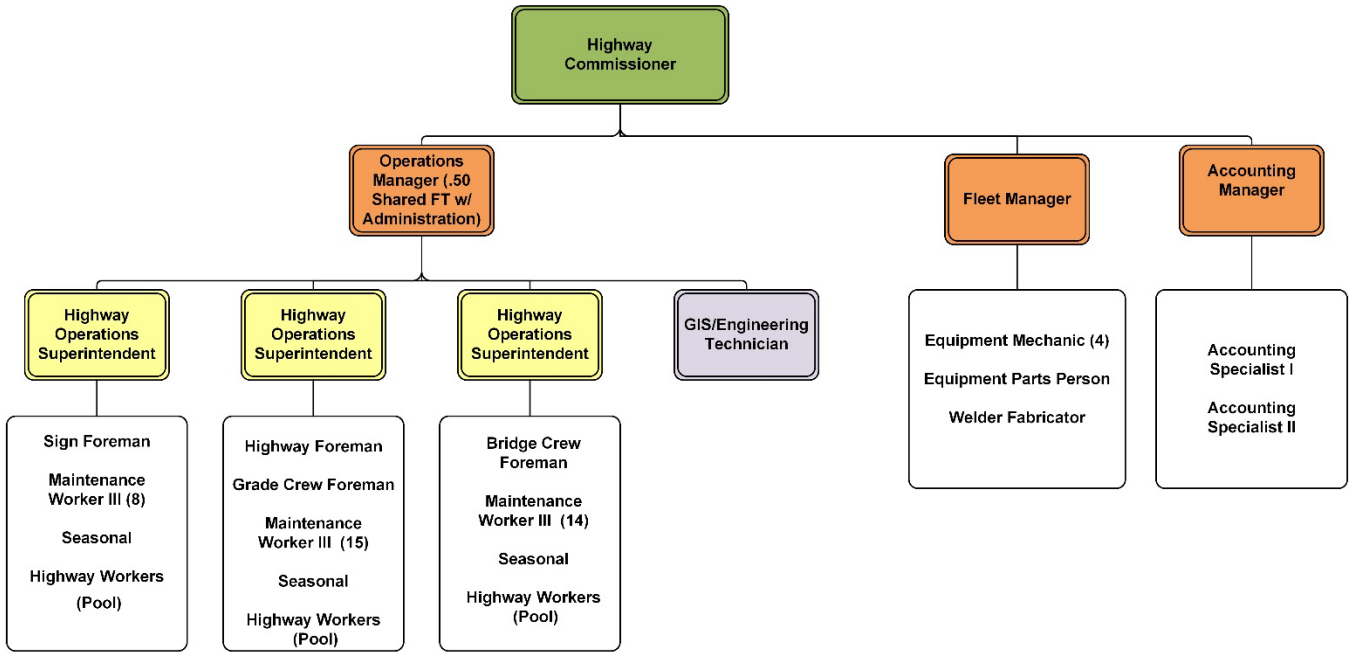 Highway
Commissioner
Operations
Manager (.50
Shared FT w/
Administration)
Fleet Manager
Accounting
Manager
Highway
Operations
Superintendent
Highway
Operations
Superintendent
Highway
Operations
Superintendent
GIS/Engineering
Technician
Equipment Mechanic (4)
Equipment Parts Person
Welder Fabricator
Accounting
Specialist I
Accounting
Specialist II
Sign Foreman
Maintenance
Worker III (8)
Seasonal
Highway Workers
(Pool)
Highway Foreman
Grade Crew Foreman
Maintenance
Worker III (15)
Seasonal
Highway Workers
(Pool)
Bridge Crew
Foreman
Maintenance
Worker III (14)
Seasonal
Highway Workers
(Pool)